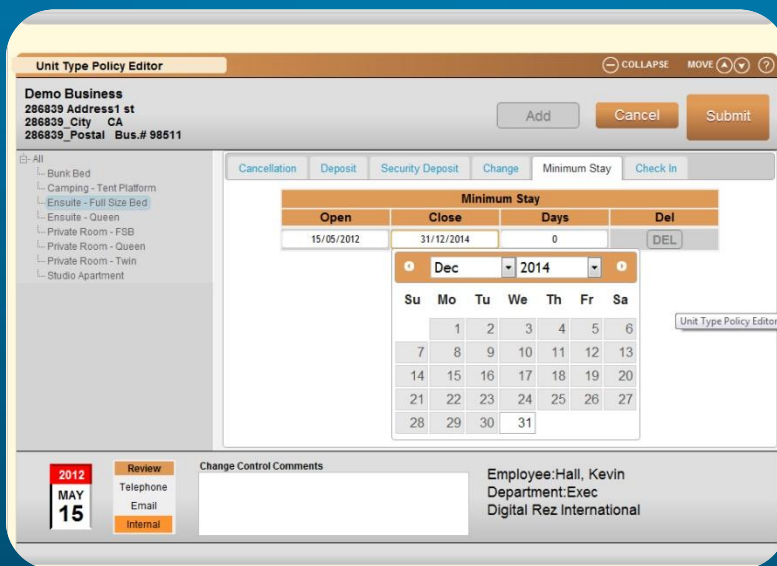 Unit Type Policy Editor
COLLAPSE MOVE ?
Demo Business
286839 Address1 st
286839_City CA
286839_Postal Bus.# 98511
Add Cancel Submit
All
Bunk Bed
Camping - Tent Platform
Ensuite - Full Size Bed
Ensuite - Queen
Private Room - FSB
Private Room - Queen
Private Room - Twin
Studio Apartment
Cancellation Deposit Security Deposit Change Minimum Stay Check In
Minimum Stay
Open Close Days Del
15/05/2012 31/12/2014 0 DEL
Dec 2014
Su Mo Tu We Th Fr Sa
1 2 3 4 5 6
7 8 9 10 11 12 13
14 15 16 17 18 19 20
21 22 23 24 25 26 27
28 29 30 31
Unit Type Policy Editor
2012
MAY
15
Review
Telephone
Email
Internal
Change Control Comments
Employee:Hall, Kevin
Department:Exec
Digital Rez International